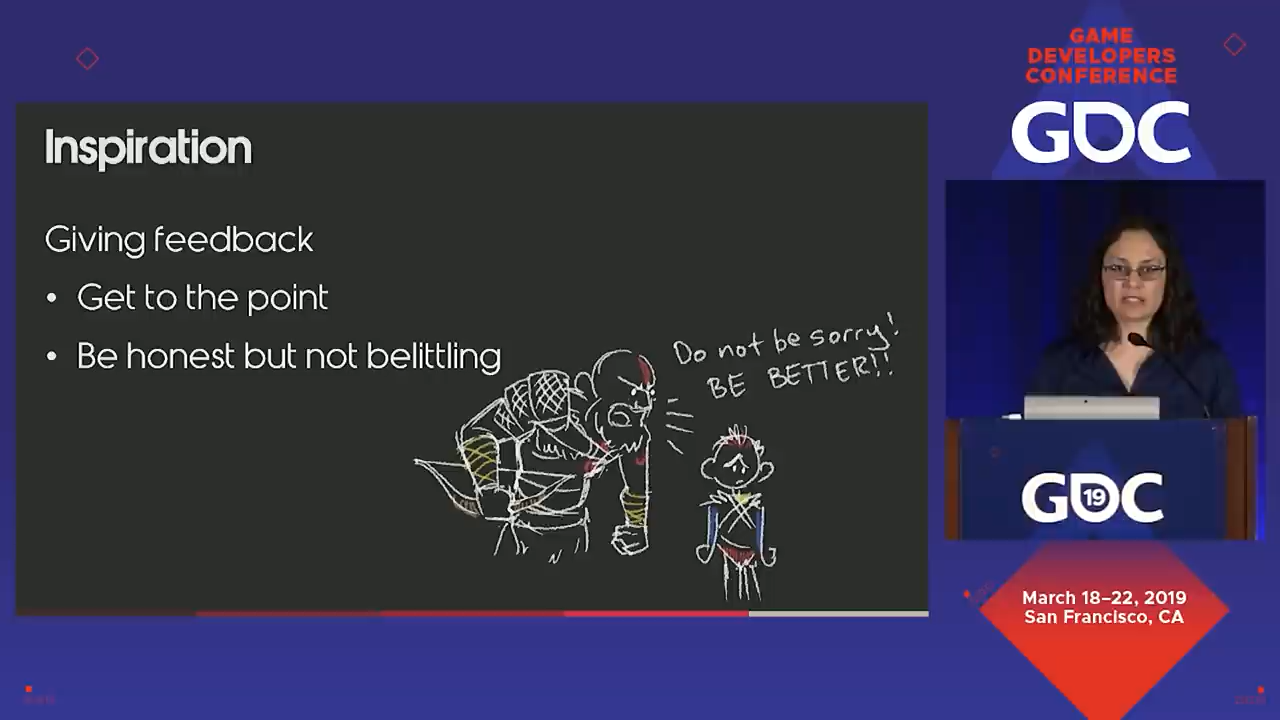 Inspiration
Giving feedback
• Get to the point
• Be honest but not belittling
Do not be sorry!
BE BETTER!!
GAME
DEVELOPERS
CONFERENCE
GDC
GDC 19
March 18–22, 2019
San Francisco, CA